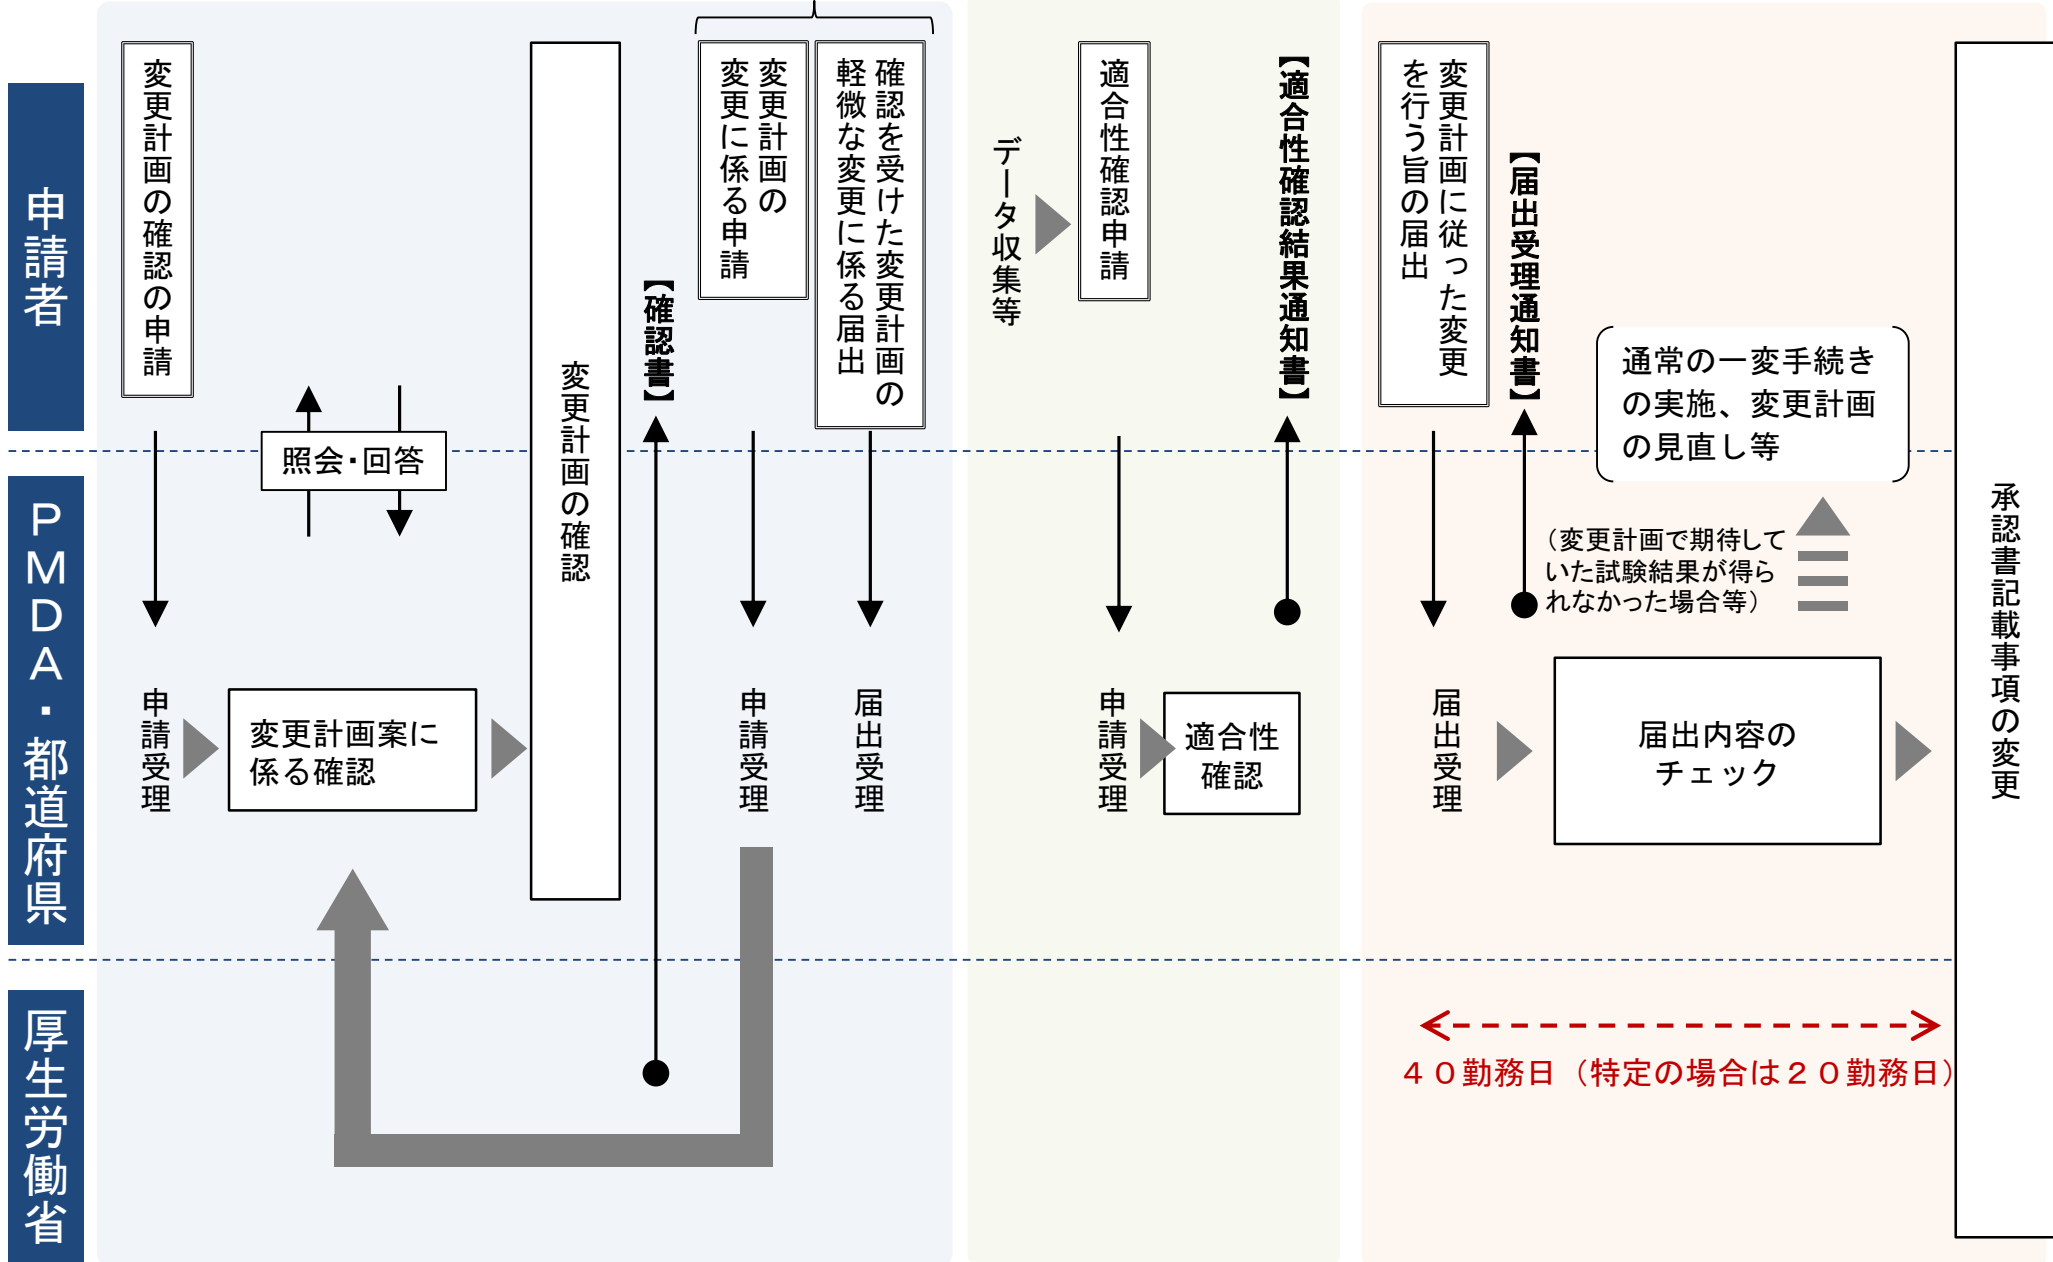 申請者
PMDA・都道府県
厚生労働省
変更計画の確認の申請
照会・回答
申請受理
変更計画案に
係る確認
変更計画の確認
【確認書】
変更計画の
変更に係る申請
確認を受けた変更計画の
軽微な変更に係る届出
申請受理
届出受理
データ収集等
適合性確認申請
【適合性確認結果通知書】
申請受理
適合性
確認
変更計画に従った変更
を行う旨の届出
【届出受理通知書】
通常の一変手続き
の実施、変更計画
の見直し等
（変更計画で期待して
いた試験結果が得ら
れなかった場合等）
届出受理
届出内容の
チェック
４０勤務日（特定の場合は２０勤務日）
承認書記載事項の変更